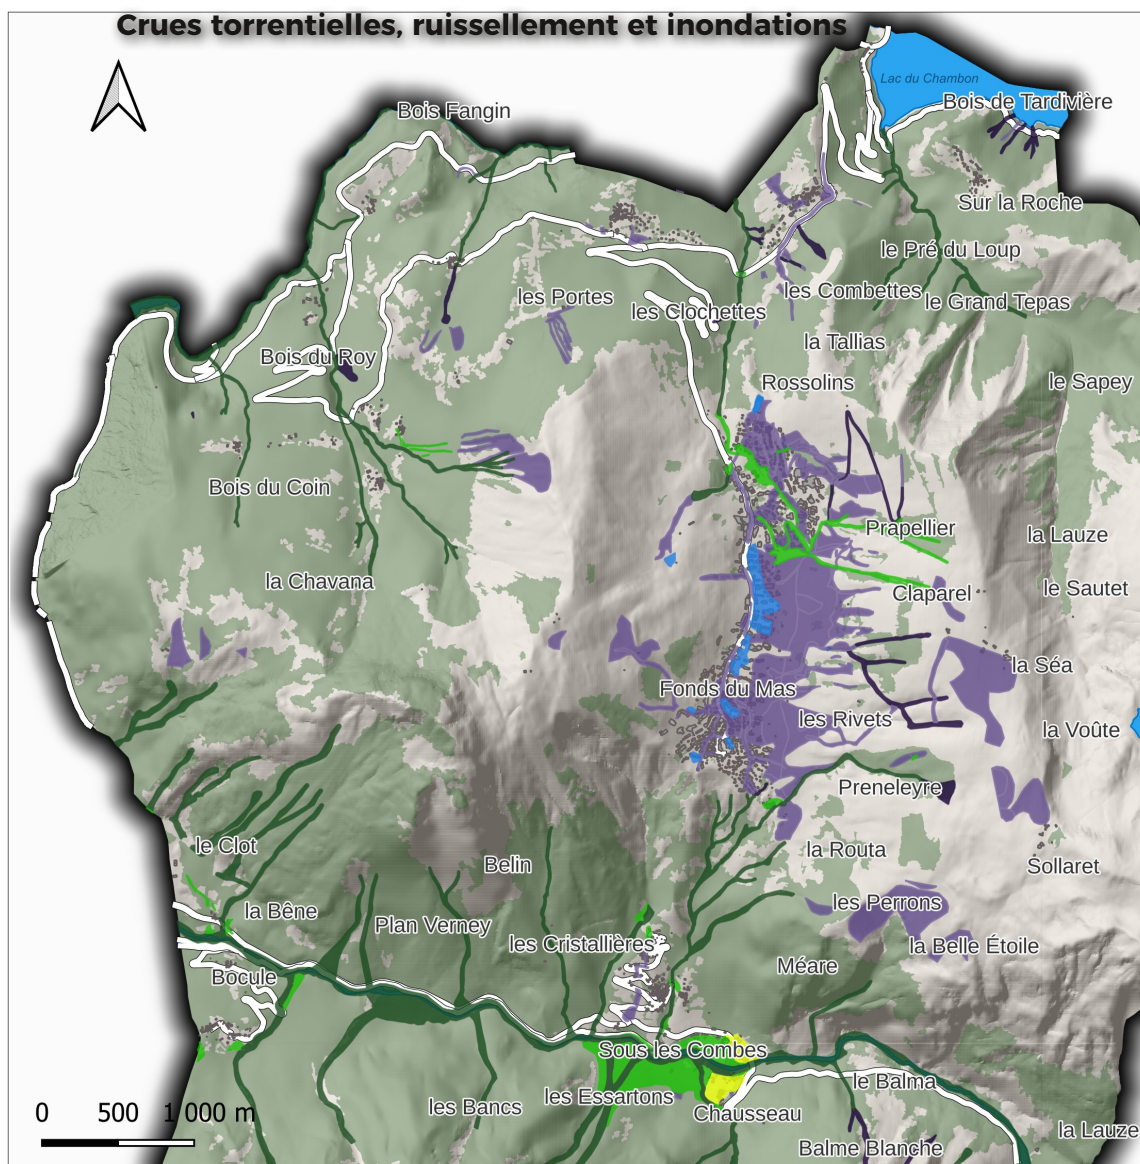 Crues torrentielles, ruissellement et inondations
Lac du Chambon
Bois de Tardivière
Bois Fangin
Sur la Roche
le Pré du Loup
les Combettes
le Grand Tepas
les Portes
les Clochettes
la Tallias
Bois du Roy
Rossolins
le Sapey
Bois du Coin
Prapellier
la Lauze
la Chavana
Claparel
le Sautet
la Séa
Fonds du Mas
les Rivets
la Voûte
Preneleyre
le Clot
Belin
la Routa
Sollaret
les Perrons
la Bêne
Plan Verney
les Cristallières
la Belle Étoile
Bocule
Méare
Sous les Combes
le Balma
les Essartons
les Bancs
Chausseau
0 500 1 000 m
la Lauze
Balme Blanche